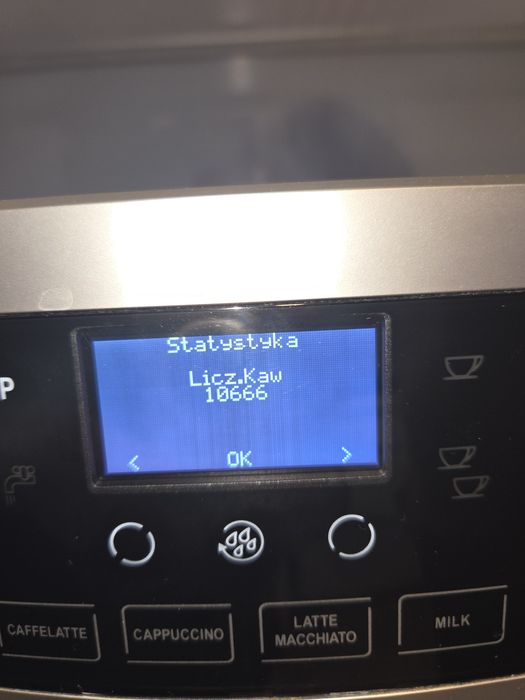 Statystyka
Licz.Kaw
10666
< OK >
P
CAFFELATTE
CAPPUCCINO
LATTE
MACCHIATO
MILK